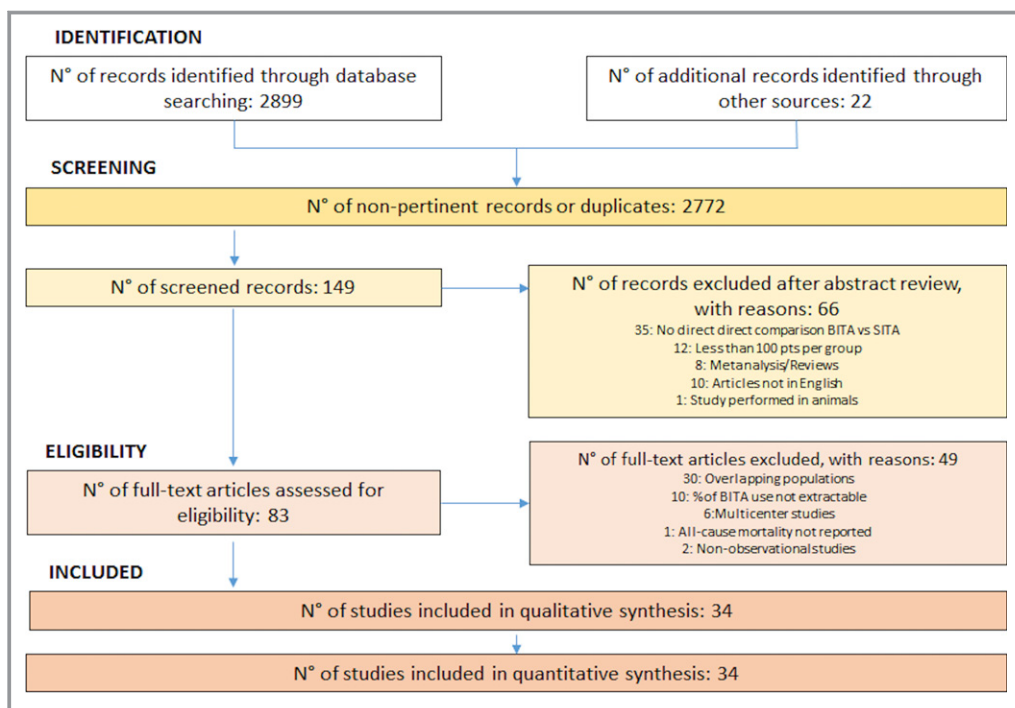 IDENTIFICATION
N° of records identified through database
searching: 2899
N° of additional records identified through
other sources: 22
SCREENING
N° of non-pertinent records or duplicates: 2772
N° of screened records: 149
N° of records excluded after abstract review,
with reasons: 66
35: No direct direct comparison BITA vs SITA
12: Less than 100 pts per group
8: Metanalysis/Reviews
10: Articles not in English
1: Study performed in animals
ELIGIBILITY
N° of full-text articles assessed for
eligibility: 83
N° of full-text articles excluded, with reasons: 49
30: Overlapping populations
10: %of BITA use not extractable
6:Multicenter studies
1: All-cause mortality not reported
2: Non-observational studies
INCLUDED
N° of studies included in qualitative synthesis: 34
N° of studies included in quantitative synthesis: 34